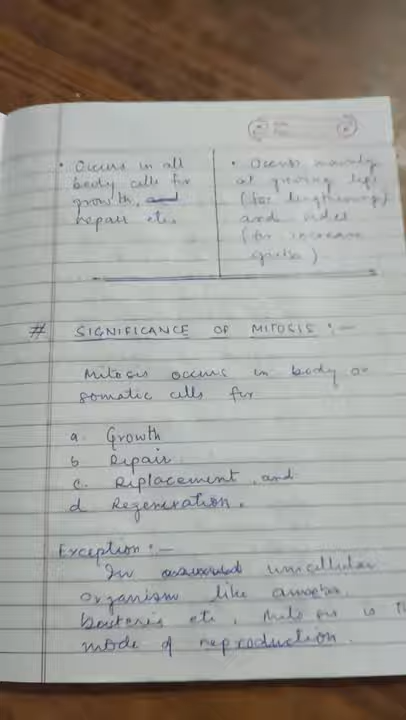 • Occurs in all
body cells for
growth, and
repair etc.
• Occurs mainly
at growing tips
(for lengthening)
and sides
(for increase
girth)
# SIGNIFICANCE OF MITOSIS :-
Mitosis occurs in body or
somatic cells for
a. Growth
b Repair
c. Replacement, and
d Regeneration.
Exception :-
In unicellular
organism like amoeba,
bacteria etc, Mitosis is
mode of reproduction.